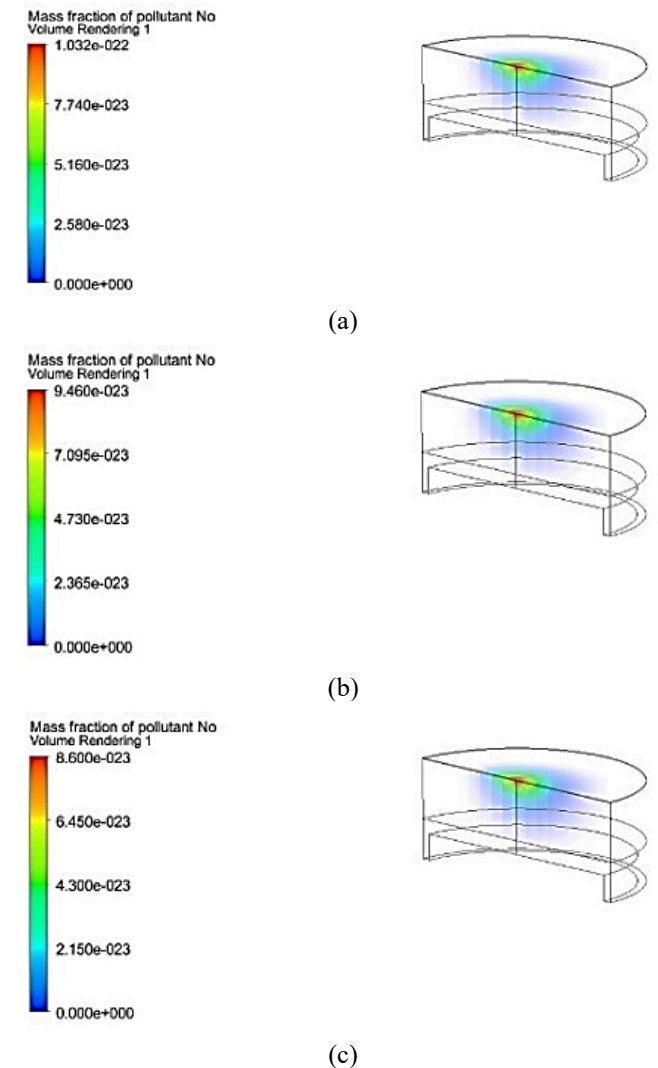 Mass fraction of pollutant No
Volume Rendering 1
1.032e-022
7.740e-023
5.160e-023
2.580e-023
0.000e+000
(a)
Mass fraction of pollutant No
Volume Rendering 1
9.460e-023
7.095e-023
4.730e-023
2.365e-023
0.000e+000
(b)
Mass fraction of pollutant No
Volume Rendering 1
8.600e-023
6.450e-023
4.300e-023
2.150e-023
0.000e+000
(c)